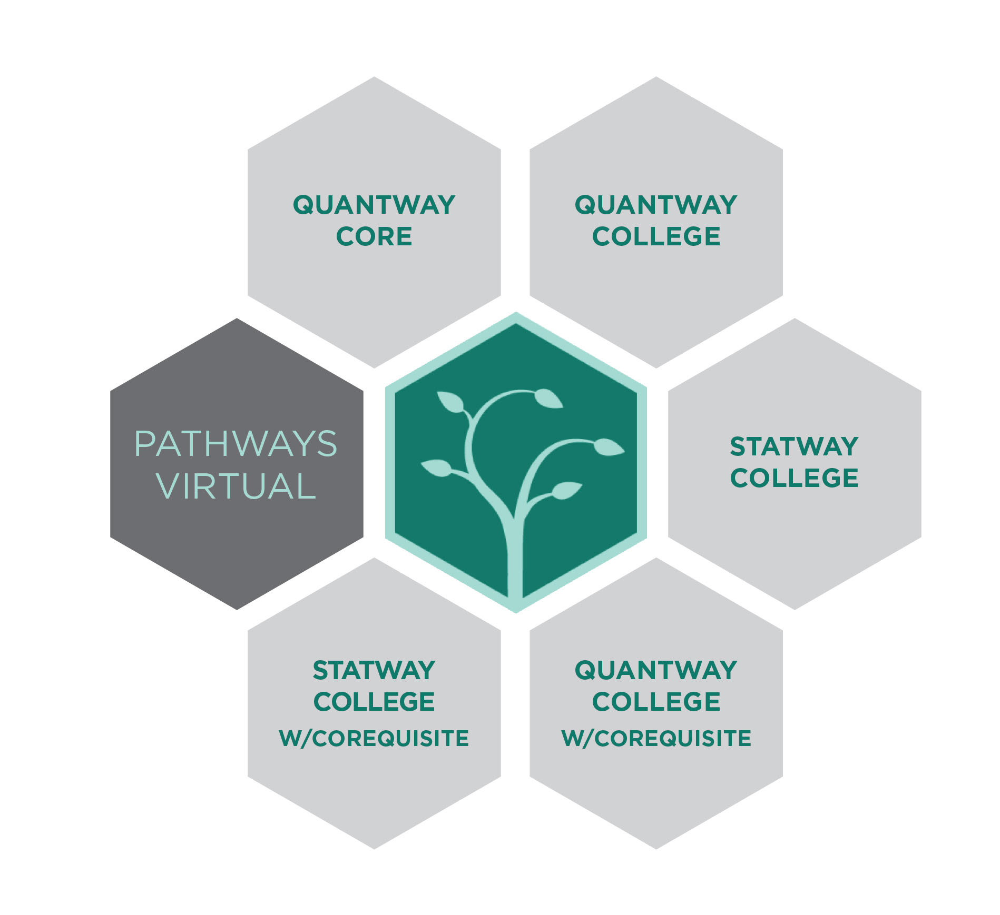 QUANTWAY
CORE
QUANTWAY
COLLEGE
PATHWAYS
VIRTUAL
STATWAY
COLLEGE
STATWAY
COLLEGE
W/COREQUISITE
QUANTWAY
COLLEGE
W/COREQUISITE